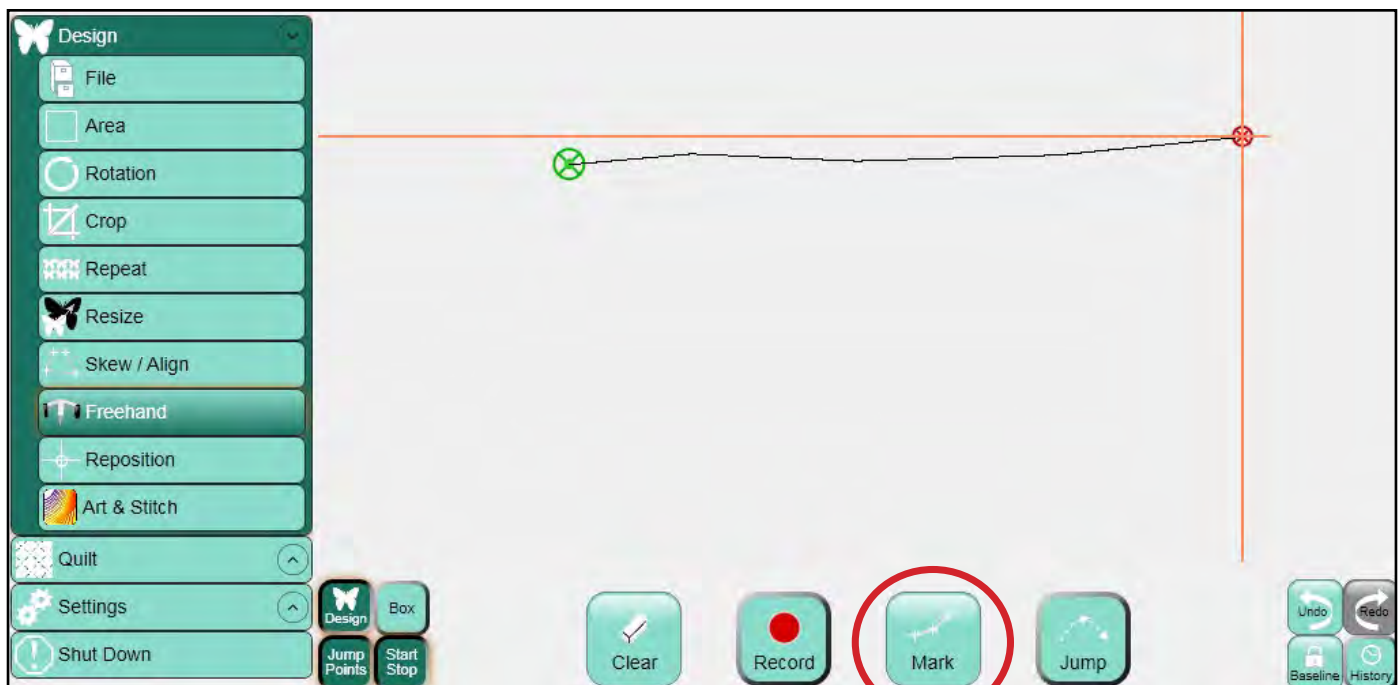 Design
File
Area
Rotation
Crop
Repeat
Resize
Skew / Align
Freehand
Reposition
Art & Stitch
Quilt
Settings
Shut Down
Design
Box
Jump
Points
Start
Stop
Clear
Record
Mark
Jump
Undo
Redo
Baseline
History